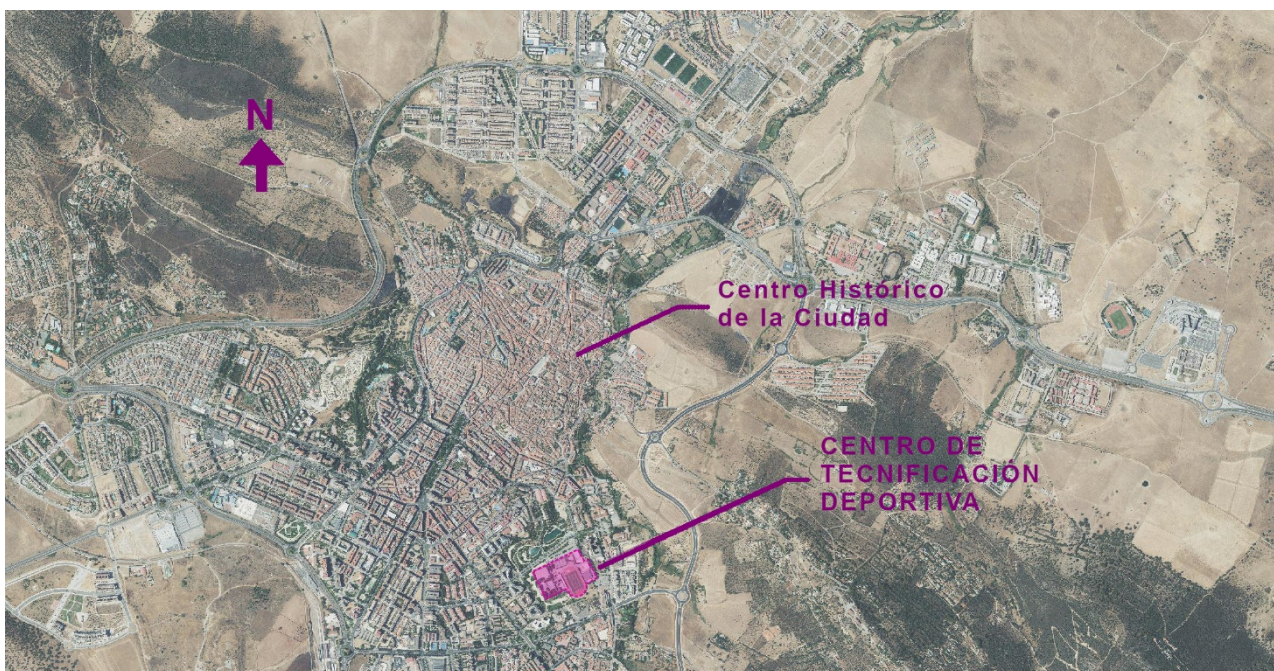 N
Centro Histórico
de la Ciudad
CENTRO DE
TECNIFICACIÓN
DEPORTIVA